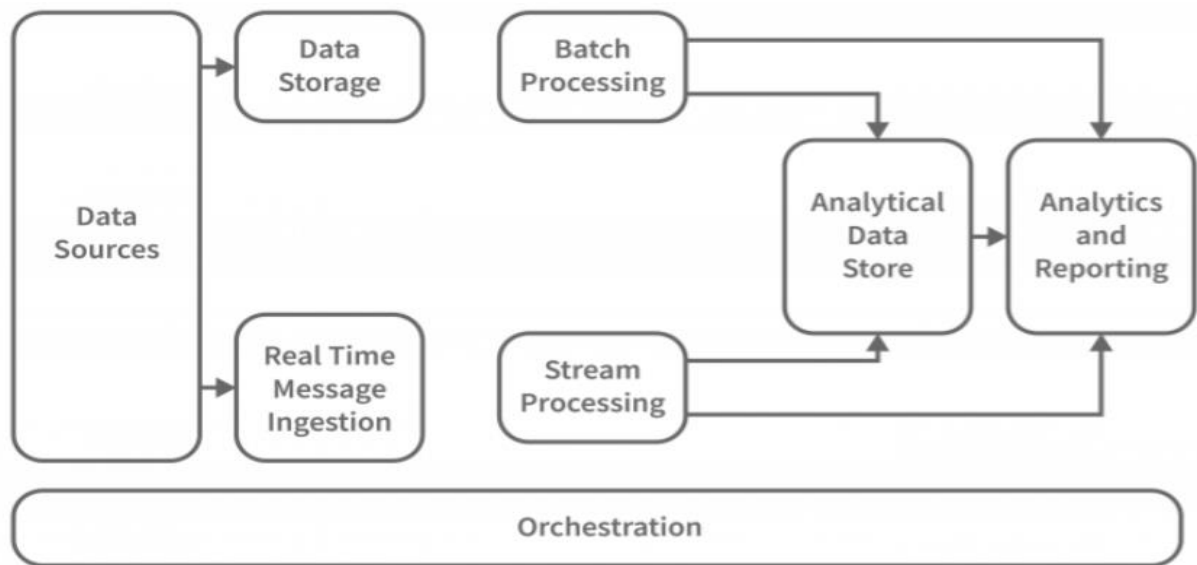 Data
Sources
Data
Storage
Real Time
Message
Ingestion
Batch
Processing
Stream
Processing
Analytical
Data
Store
Analytics
and
Reporting
Orchestration